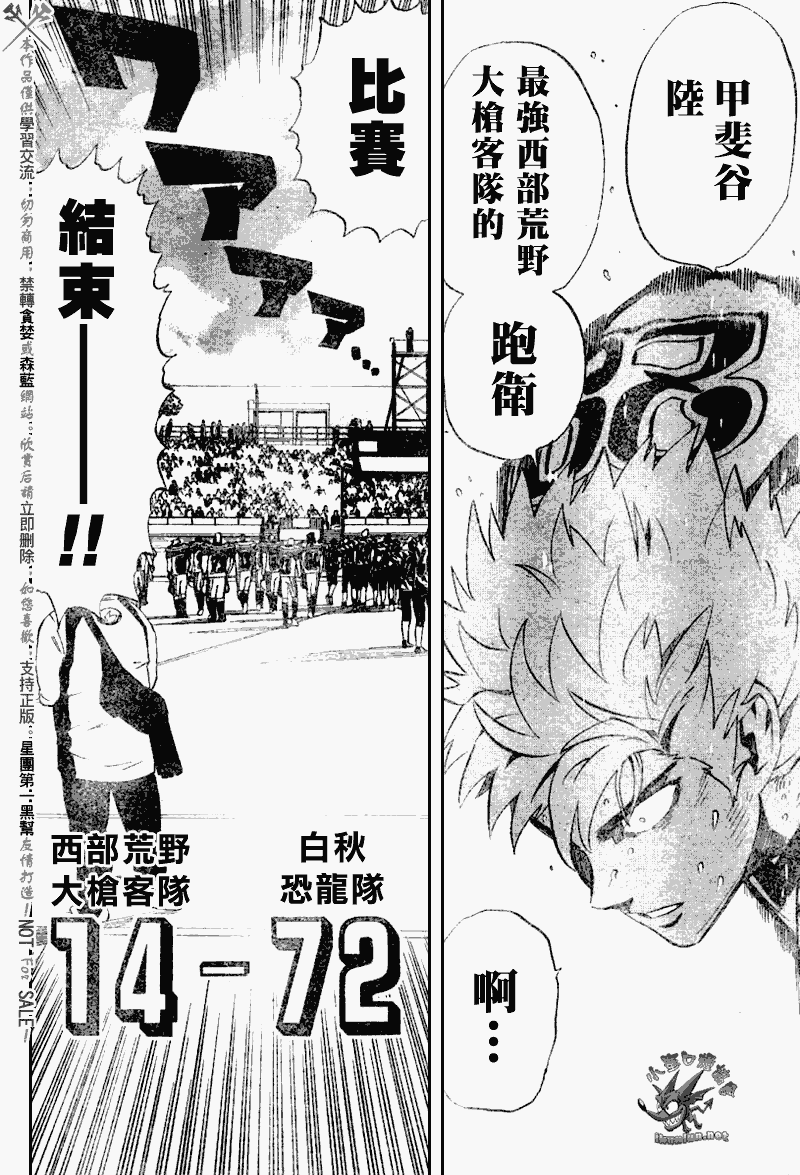 甲斐谷
陸
最強西部荒野
大槍客隊的
跑衛
啊…
比賽
結束——!!
ワァァァ…
西部荒野
大槍客隊
白秋
恐龍隊
14-72
本作品僅供學習交流…切勿商用，禁轉貪婪或森藍網站。欣賞后請立即刪除…如您喜歡…支持正版。星團第一黑幫友情打造！NOT For SALE